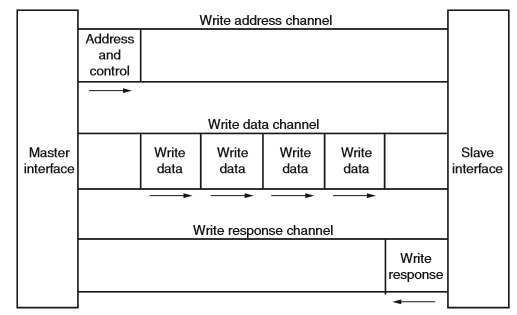 Write address channel
Address
and
control
Write data channel
Master
interface
Write
data
Write
data
Write
data
Write
data
Slave
interface
Write response channel
Write
response